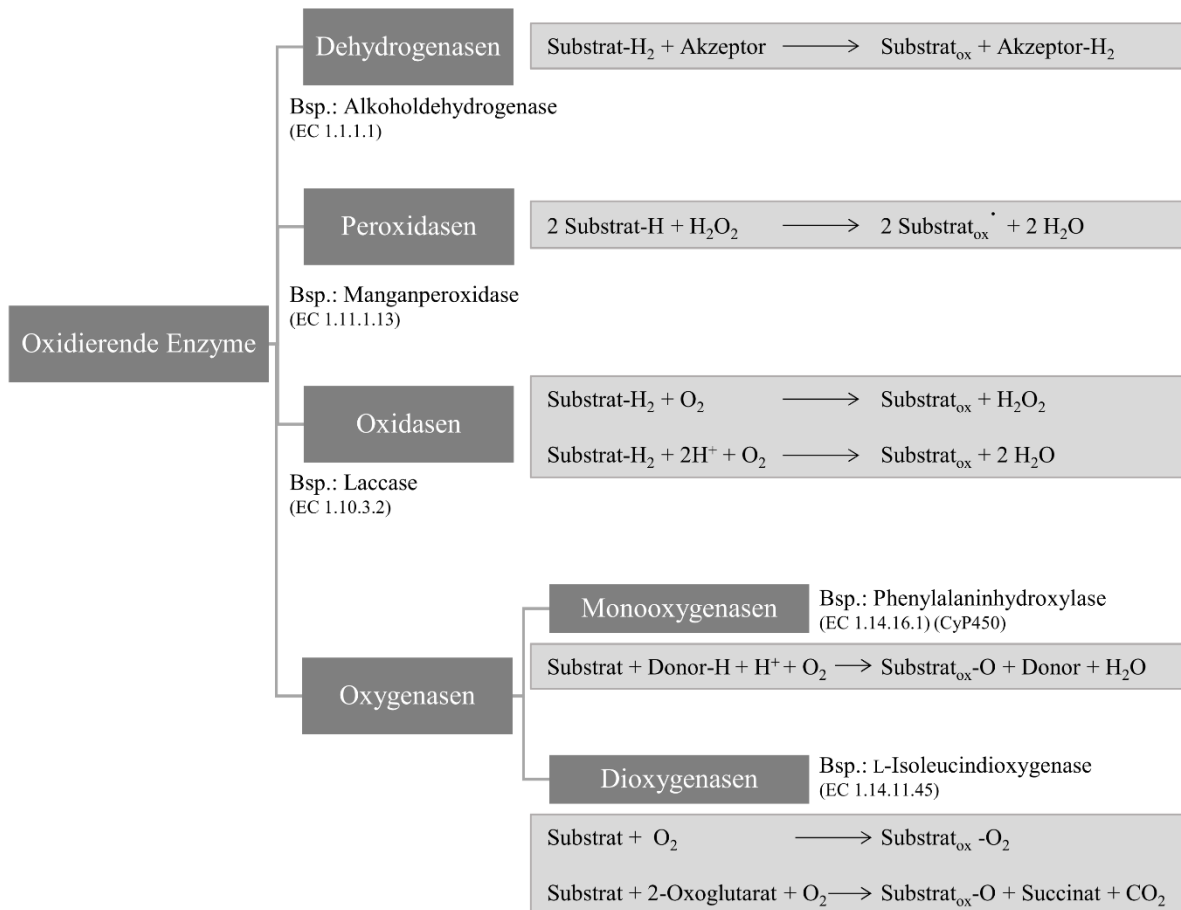 Dehydrogenasen
Substrat-H₂ + Akzeptor ⟶ Substratₒₓ + Akzeptor-H₂
Bsp.: Alkoholdehydrogenase
(EC 1.1.1.1)
Peroxidasen
2 Substrat-H + H₂O₂ ⟶ 2 Substratₒₓ˙ + 2 H₂O
Bsp.: Manganperoxidase
(EC 1.11.1.13)
Oxidierende Enzyme
Oxidasen
Substrat-H₂ + O₂ ⟶ Substratₒₓ + H₂O₂
Substrat-H₂ + 2H⁺ + O₂ ⟶ Substratₒₓ + 2 H₂O
Bsp.: Laccase
(EC 1.10.3.2)
Oxygenasen
Monooxygenasen
Bsp.: Phenylalaninhydroxylase
(EC 1.14.16.1) (CyP450)
Substrat + Donor-H + H⁺ + O₂ ⟶ Substratₒₓ-O + Donor + H₂O
Dioxygenasen
Bsp.: L-Isoleucindioxygenase
(EC 1.14.11.45)
Substrat + O₂ ⟶ Substratₒₓ -O₂
Substrat + 2-Oxoglutarat + O₂ ⟶ Substratₒₓ-O + Succinat + CO₂